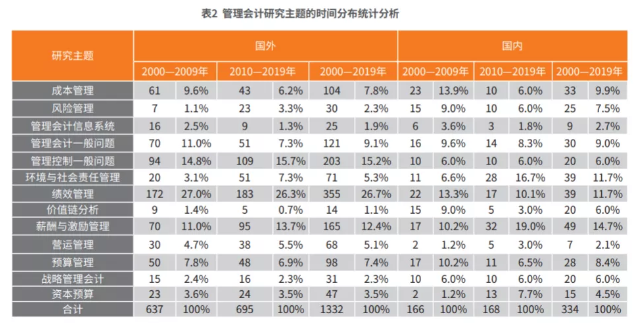 表2 管理会计研究主题的时间分布统计分析
研究主题 国外 国内
2000—2009年 2010—2019年 2000—2019年 2000—2009年 2010—2019年 2000—2019年
成本管理 61 9.6% 43 6.2% 104 7.8% 23 13.9% 10 6.0% 33 9.9%
风险管理 7 1.1% 23 3.3% 30 2.3% 15 9.0% 10 6.0% 25 7.5%
管理会计信息系统 16 2.5% 9 1.3% 25 1.9% 6 3.6% 3 1.8% 9 2.7%
管理会计一般问题 70 11.0% 51 7.3% 121 9.1% 16 9.6% 14 8.3% 30 9.0%
管理控制一般问题 94 14.8% 109 15.7% 203 15.2% 10 6.0% 10 6.0% 20 6.0%
环境与社会责任管理 20 3.1% 51 7.3% 71 5.3% 11 6.6% 28 16.7% 39 11.7%
绩效管理 172 27.0% 183 26.3% 355 26.7% 22 13.3% 17 10.1% 39 11.7%
价值链分析 9 1.4% 5 0.7% 14 1.1% 15 9.0% 5 3.0% 20 6.0%
薪酬与激励管理 70 11.0% 95 13.7% 165 12.4% 17 10.2% 32 19.0% 49 14.7%
营运管理 30 4.7% 38 5.5% 68 5.1% 2 1.2% 5 3.0% 7 2.1%
预算管理 50 7.8% 48 6.9% 98 7.4% 17 10.2% 11 6.5% 28 8.4%
战略管理会计 15 2.4% 16 2.3% 31 2.3% 10 6.0% 10 6.0% 20 6.0%
资本预算 23 3.6% 24 3.5% 47 3.5% 2 1.2% 13 7.7% 15 4.5%
合计 637 100% 695 100% 1332 100% 166 100% 168 100% 334 100%